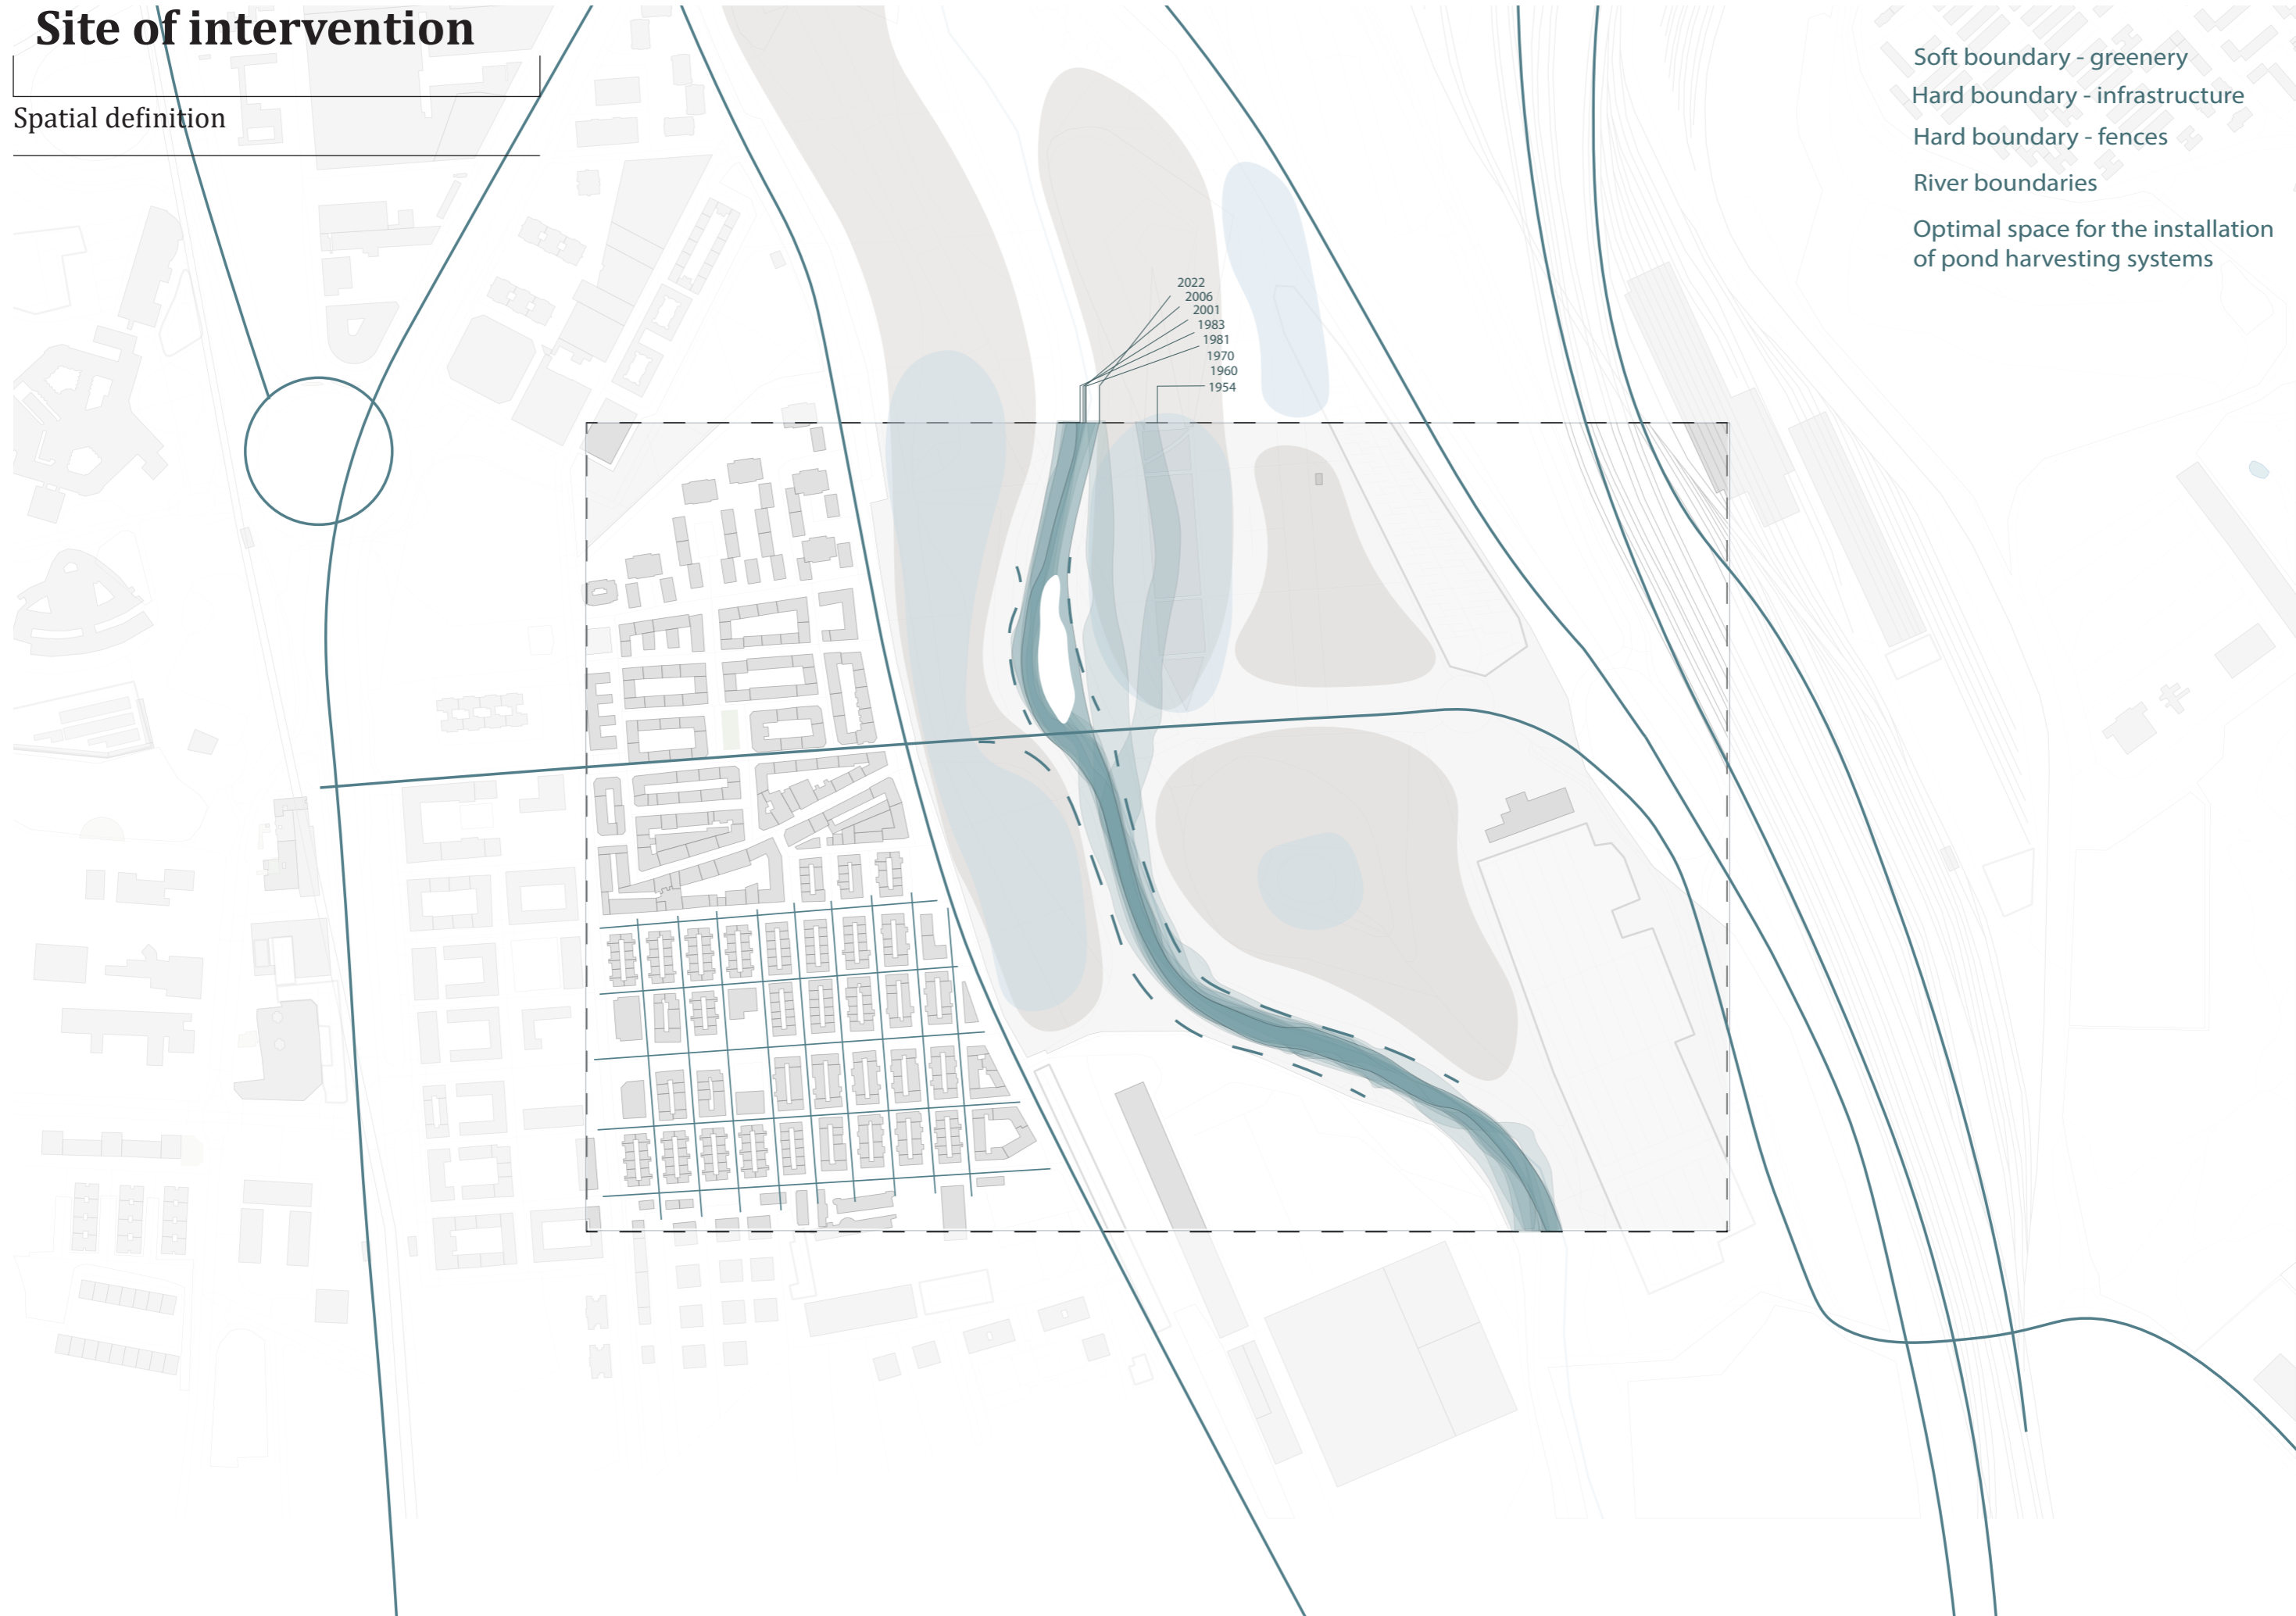 Site of intervention
Spatial definition
Soft boundary - greenery
Hard boundary - infrastructure
Hard boundary - fences
River boundaries
Optimal space for the installation
of pond harvesting systems
2022
2006
2001
1983
1981
1970
1960
1954